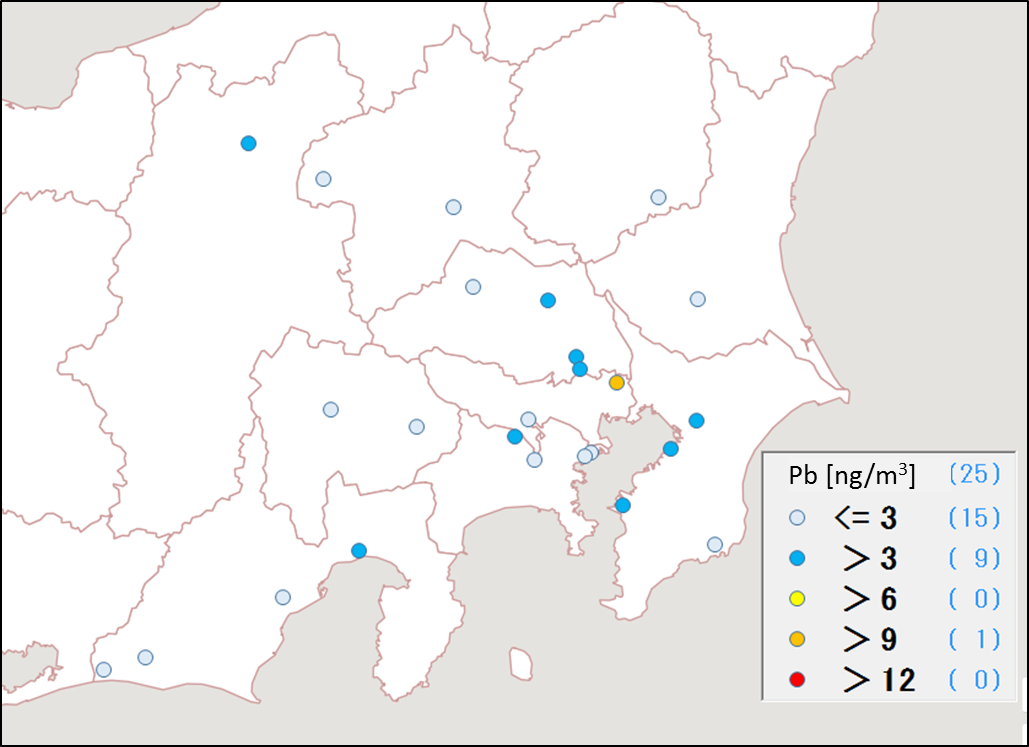 Pb [ng/m³] (25)
<= 3 (15)
> 3 ( 9)
> 6 ( 0)
> 9 ( 1)
> 12 ( 0)